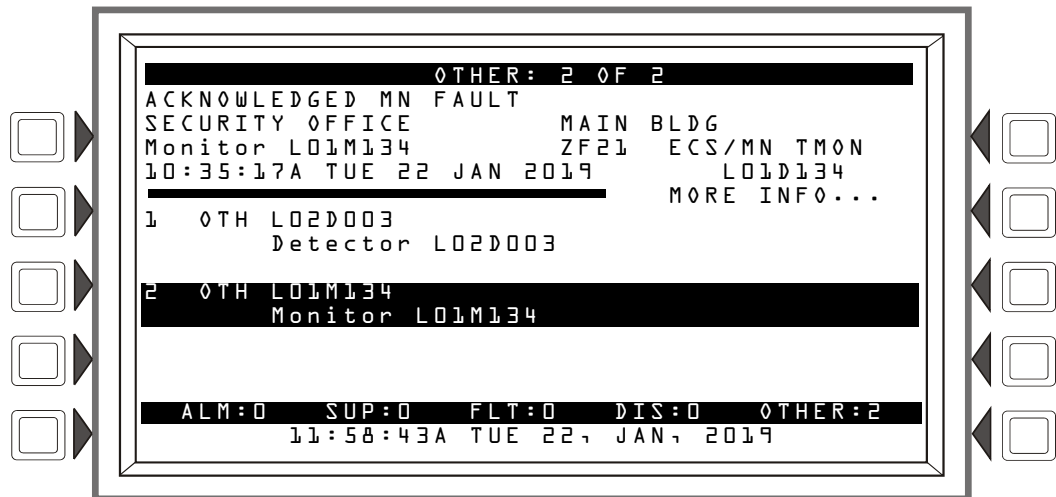 OTHER: 2 OF 2
ACKNOWLEDGED MN FAULT
SECURITY OFFICE MAIN BLDG
Monitor L01M134 ZF21 ECS/MN TMON
10:35:17A TUE 22 JAN 2019 L01D134
MORE INFO...
1 OTH L02D003
Detector L02D003
2 OTH L01M134
Monitor L01M134
ALM:0 SUP:0 FLT:0 DIS:0 OTHER:2
11:58:43A TUE 22, JAN, 2019